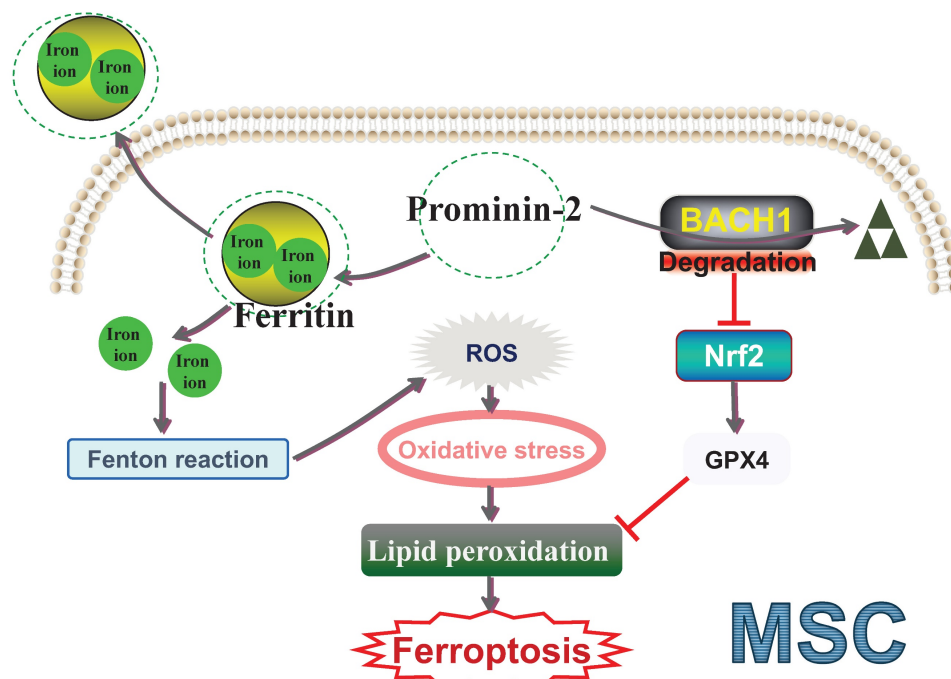 Iron
ion
Iron
ion
Prominin-2
BACH1
Degradation
Iron
ion
Iron
ion
Ferritin
Iron
ion
Iron
ion
ROS
Nrf2
Fenton reaction
Oxidative stress
GPX4
Lipid peroxidation
Ferroptosis
MSC